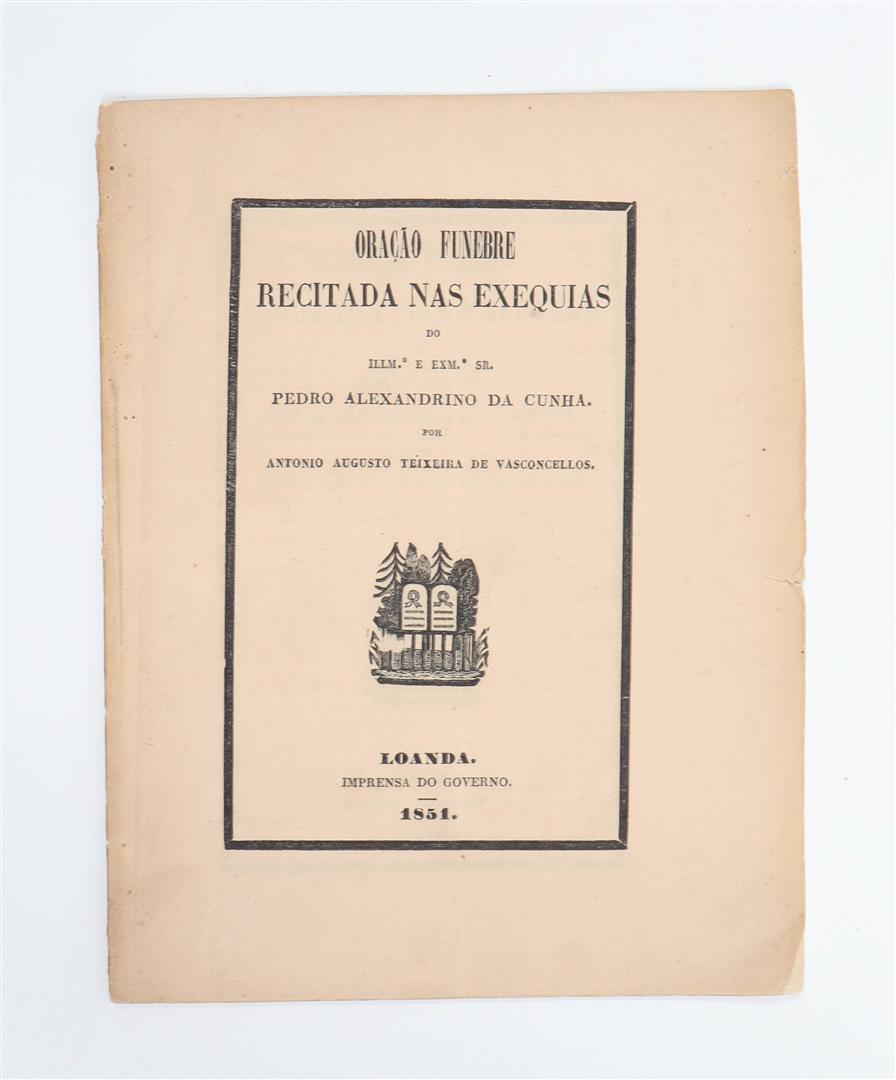 ORAÇÃO FUNEBRE
RECITADA NAS EXEQUIAS
DO
ILLM.º E EXM.º SR.
PEDRO ALEXANDRINO DA CUNHA.
POR
ANTONIO AUGUSTO TEIXEIRA DE VASCONCELLOS.
LOANDA.
IMPRENSA DO GOVERNO.
1851.